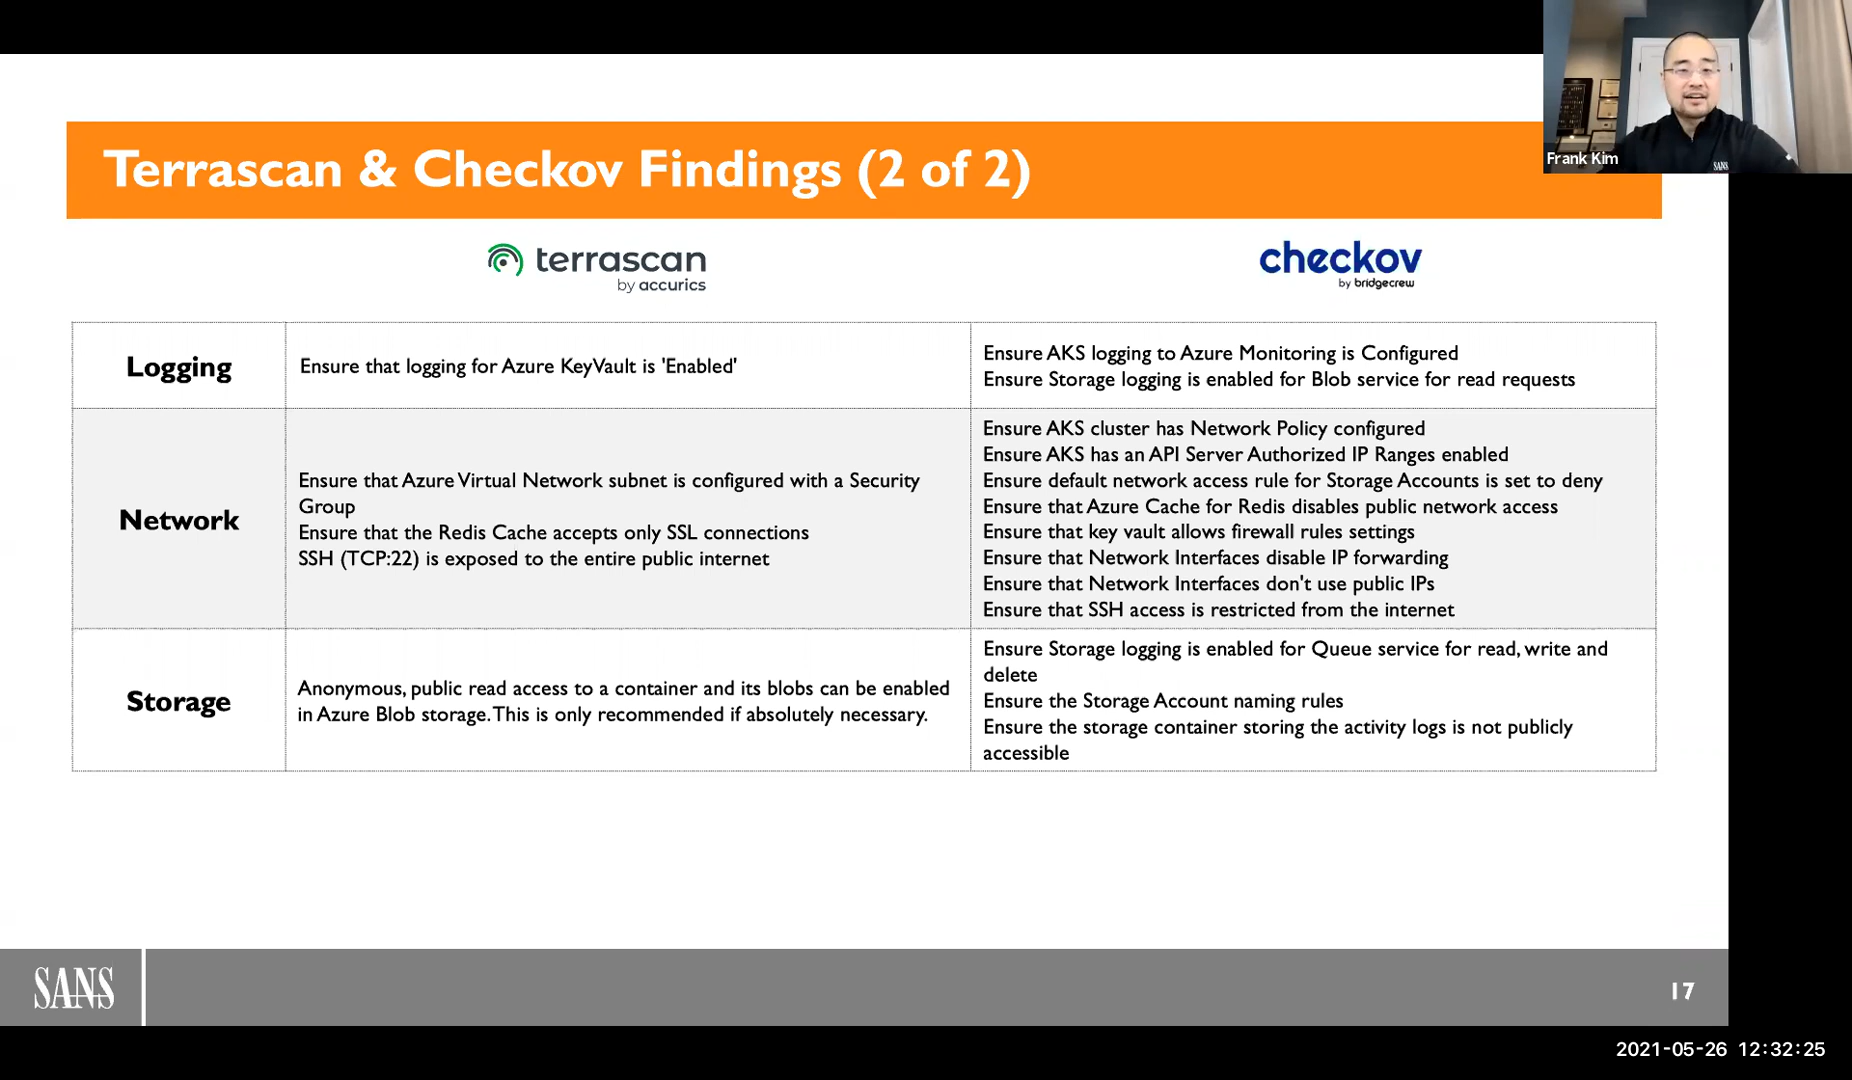 Frank Kim
SANS
Terrascan & Checkov Findings (2 of 2)
terrascan
by accurics
checkov
by bridgecrew
Logging
Ensure that logging for Azure KeyVault is 'Enabled'
Ensure AKS logging to Azure Monitoring is Configured
Ensure Storage logging is enabled for Blob service for read requests
Network
Ensure that Azure Virtual Network subnet is configured with a Security
Group
Ensure that the Redis Cache accepts only SSL connections
SSH (TCP:22) is exposed to the entire public internet
Ensure AKS cluster has Network Policy configured
Ensure AKS has an API Server Authorized IP Ranges enabled
Ensure default network access rule for Storage Accounts is set to deny
Ensure that Azure Cache for Redis disables public network access
Ensure that key vault allows firewall rules settings
Ensure that Network Interfaces disable IP forwarding
Ensure that Network Interfaces don't use public IPs
Ensure that SSH access is restricted from the internet
Storage
Anonymous, public read access to a container and its blobs can be enabled
in Azure Blob storage. This is only recommended if absolutely necessary.
Ensure Storage logging is enabled for Queue service for read, write and
delete
Ensure the Storage Account naming rules
Ensure the storage container storing the activity logs is not publicly
accessible
SANS
17
2021-05-26 12:32:25